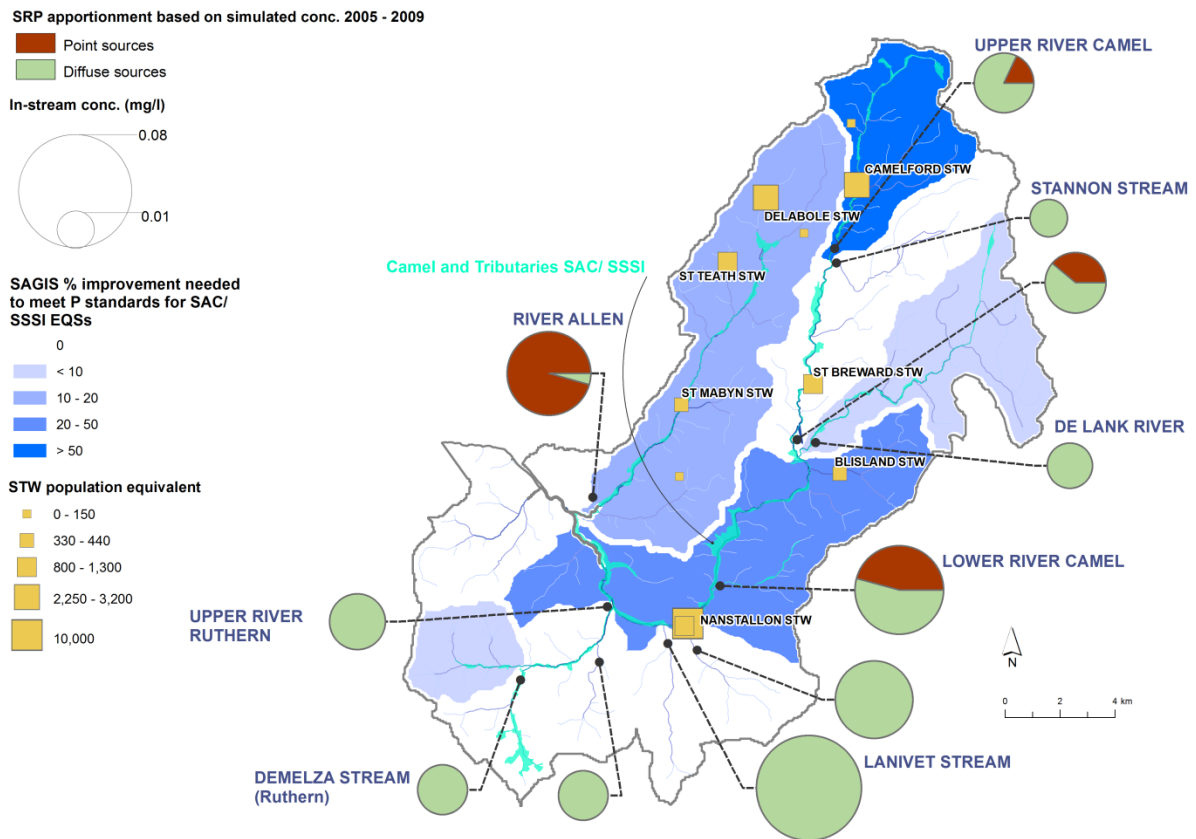 SRP apportionment based on simulated conc. 2005 - 2009
Point sources
Diffuse sources
In-stream conc. (mg/l)
0.08
0.01
SAGIS % improvement needed
to meet P standards for SAC/
SSSI EQSs
0
< 10
10 - 20
20 - 50
> 50
STW population equivalent
0 - 150
330 - 440
800 - 1,300
2,250 - 3,200
10,000
UPPER RIVER CAMEL
CAMELFORD STW
STANNON STREAM
DELABOLE STW
Camel and Tributaries SAC/ SSSI
ST TEATH STW
RIVER ALLEN
ST BREWARD STW
ST MABYN STW
DE LANK RIVER
BLISLAND STW
LOWER RIVER CAMEL
UPPER RIVER
RUTHERN
NANSTALLON STW
N
0 2 4 km
LANIVET STREAM
DEMELZA STREAM
(Ruthern)